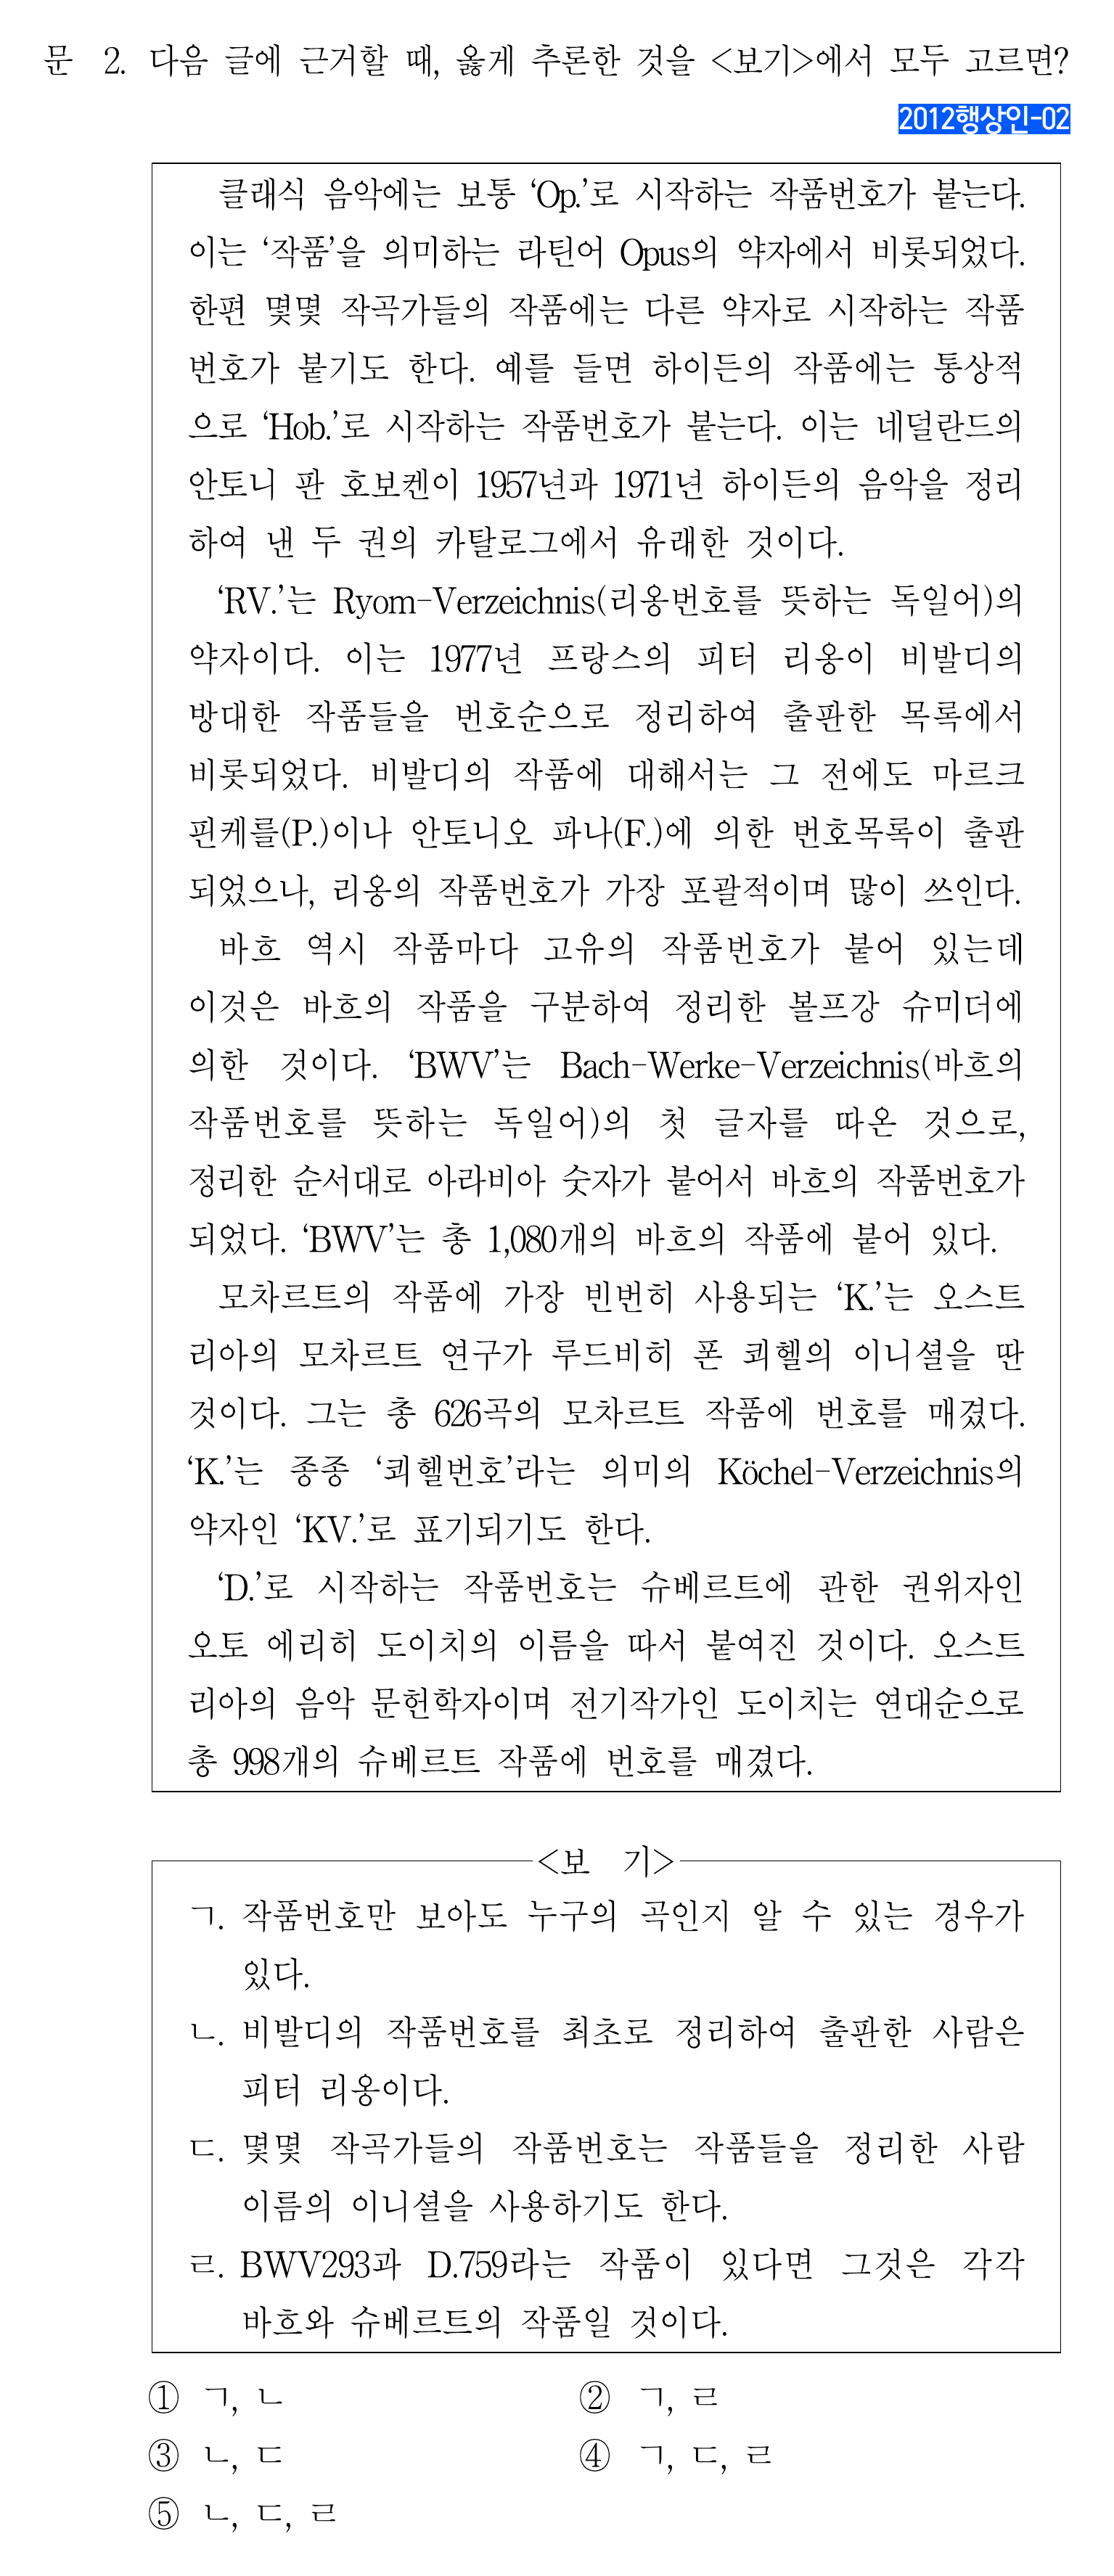 문 2. 다음 글에 근거할 때, 옳게 추론한 것을 <보기>에서 모두 고르면?
2012행상인-02
클래식 음악에는 보통 ‘Op.’로 시작하는 작품번호가 붙는다.
이는 ‘작품’을 의미하는 라틴어 Opus의 약자에서 비롯되었다.
한편 몇몇 작곡가들의 작품에는 다른 약자로 시작하는 작품
번호가 붙기도 한다. 예를 들면 하이든의 작품에는 통상적
으로 ‘Hob.’로 시작하는 작품번호가 붙는다. 이는 네덜란드의
안토니 판 호보켄이 1957년과 1971년 하이든의 음악을 정리
하여 낸 두 권의 카탈로그에서 유래한 것이다.
‘RV.’는 Ryom-Verzeichnis(리옹번호를 뜻하는 독일어)의
약자이다. 이는 1977년 프랑스의 피터 리옹이 비발디의
방대한 작품들을 번호순으로 정리하여 출판한 목록에서
비롯되었다. 비발디의 작품에 대해서는 그 전에도 마르크
핀케를(P.)이나 안토니오 파나(F.)에 의한 번호목록이 출판
되었으나, 리옹의 작품번호가 가장 포괄적이며 많이 쓰인다.
바흐 역시 작품마다 고유의 작품번호가 붙어 있는데
이것은 바흐의 작품을 구분하여 정리한 볼프강 슈미더에
의한 것이다. ‘BWV’는 Bach-Werke-Verzeichnis(바흐의
작품번호를 뜻하는 독일어)의 첫 글자를 따온 것으로,
정리한 순서대로 아라비아 숫자가 붙어서 바흐의 작품번호가
되었다. ‘BWV’는 총 1,080개의 바흐의 작품에 붙어 있다.
모차르트의 작품에 가장 빈번히 사용되는 ‘K.’는 오스트
리아의 모차르트 연구가 루드비히 폰 쾨헬의 이니셜을 딴
것이다. 그는 총 626곡의 모차르트 작품에 번호를 매겼다.
‘K.’는 종종 ‘쾨헬번호’라는 의미의 Köchel-Verzeichnis의
약자인 ‘KV.’로 표기되기도 한다.
‘D.’로 시작하는 작품번호는 슈베르트에 관한 권위자인
오토 에리히 도이치의 이름을 따서 붙여진 것이다. 오스트
리아의 음악 문헌학자이며 전기작가인 도이치는 연대순으로
총 998개의 슈베르트 작품에 번호를 매겼다.
<보 기>
ㄱ. 작품번호만 보아도 누구의 곡인지 알 수 있는 경우가
있다.
ㄴ. 비발디의 작품번호를 최초로 정리하여 출판한 사람은
피터 리옹이다.
ㄷ. 몇몇 작곡가들의 작품번호는 작품들을 정리한 사람
이름의 이니셜을 사용하기도 한다.
ㄹ. BWV293과 D.759라는 작품이 있다면 그것은 각각
바흐와 슈베르트의 작품일 것이다.
① ㄱ, ㄴ ② ㄱ, ㄹ
③ ㄴ, ㄷ ④ ㄱ, ㄷ, ㄹ
⑤ ㄴ, ㄷ, ㄹ